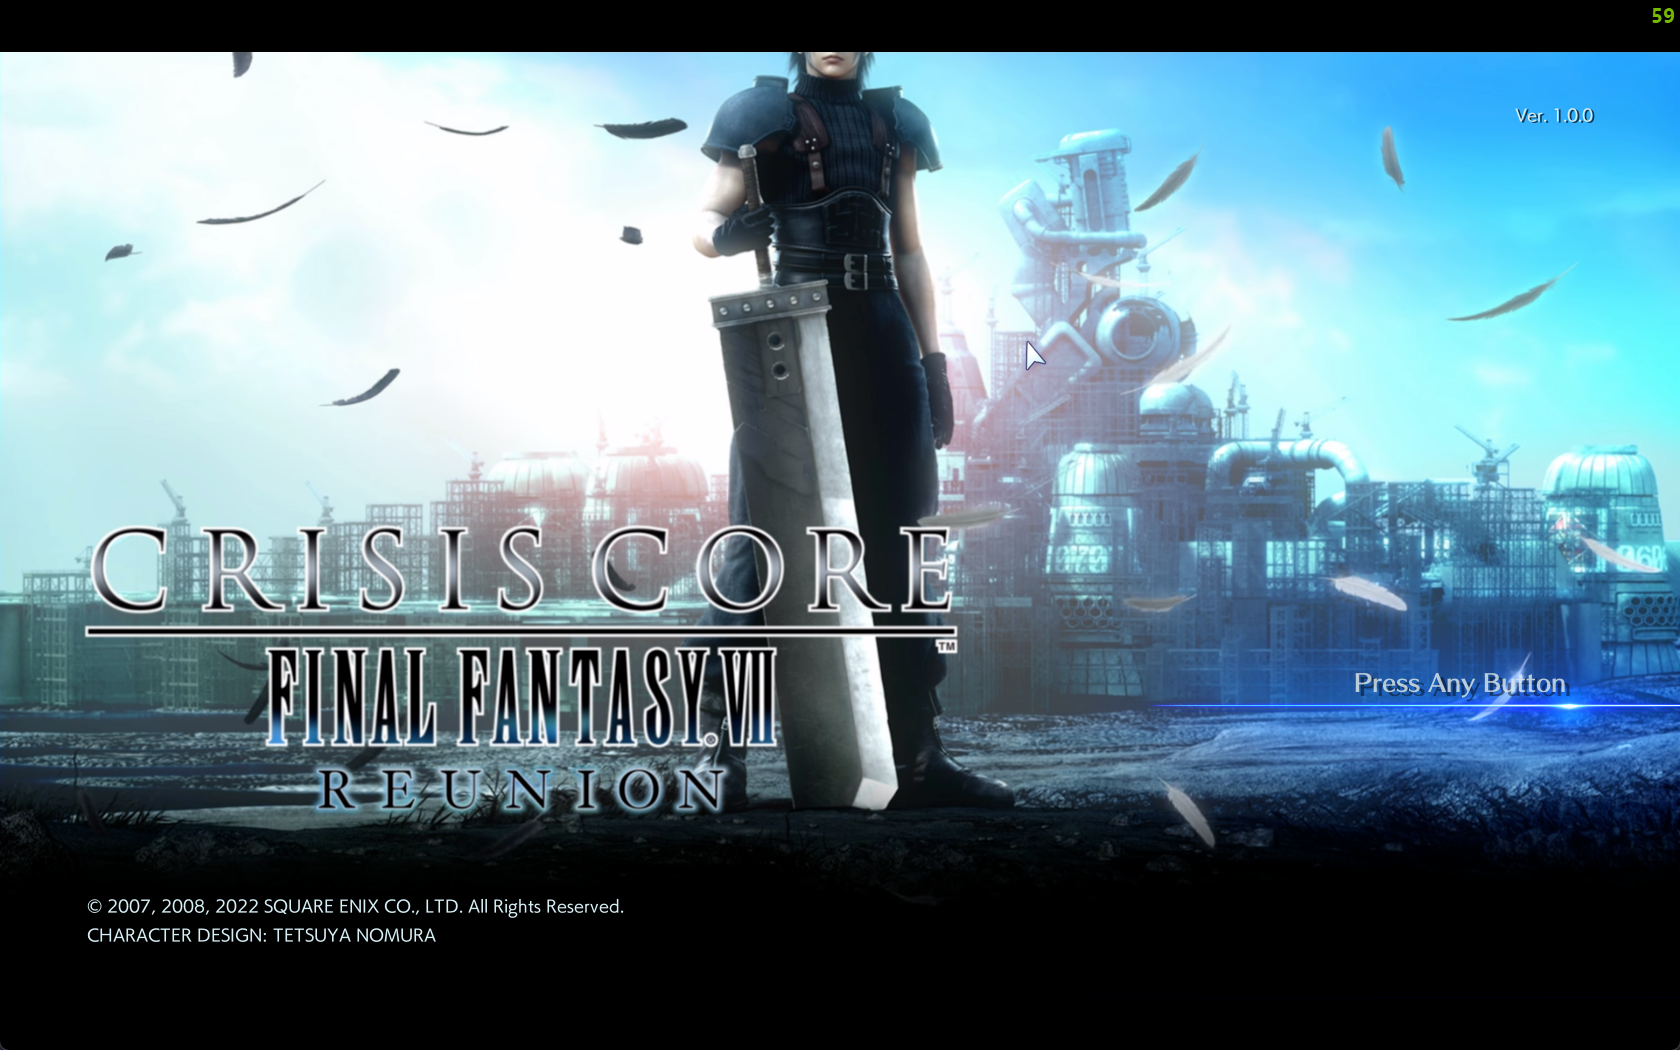 59
Ver. 1.0.0
CRISIS CORE
TM
FINAL FANTASY® VII
REUNION
Press Any Button
© 2007, 2008, 2022 SQUARE ENIX CO., LTD. All Rights Reserved.
CHARACTER DESIGN: TETSUYA NOMURA